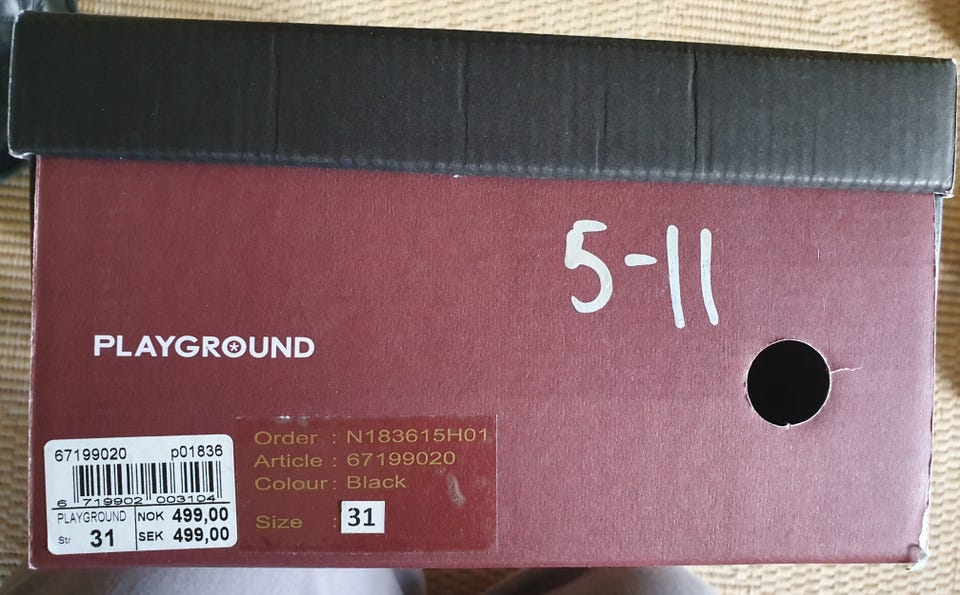 5-11
PLAYGROUND
67199020 p01836
6 719902 003104
PLAYGROUND NOK 499,00
Str 31 SEK 499,00
Order : N183615H01
Article : 67199020
Colour : Black
Size : 31